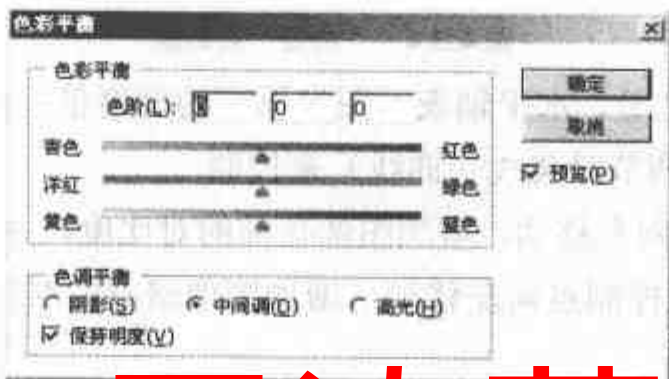 色彩平衡
色彩平衡
色阶(L): 0 0 0
确定
取消
青色 红色
预览(P)
洋红 绿色
黄色 蓝色
色调平衡
阴影(S) 中间调(D) 高光(H)
保持明度(V)